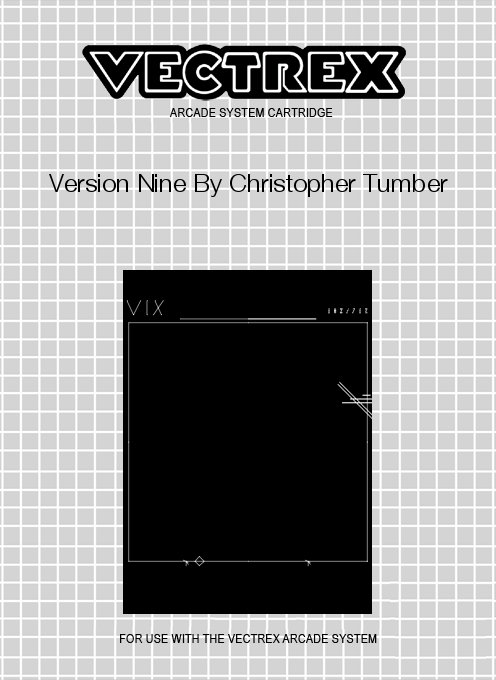 VECTREX
ARCADE SYSTEM CARTRIDGE
Version Nine By Christopher Tumber
VIX
FOR USE WITH THE VECTREX ARCADE SYSTEM